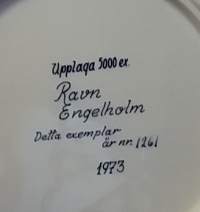 Upplaga 5000 ex.
Ravn
Engelholm
Detta exemplar
är nr. 1261
1973